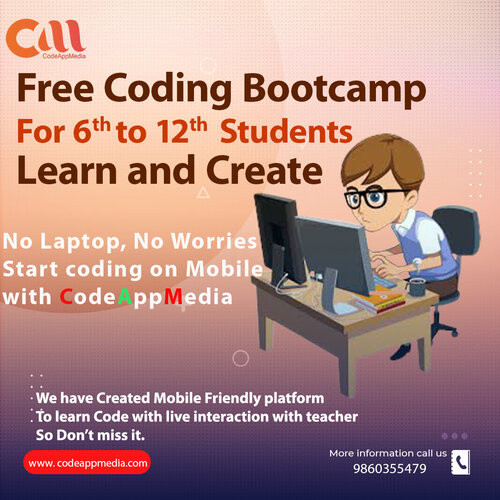 CAM
CodeAppMedia
Free Coding Bootcamp
For 6th to 12th Students
Learn and Create
No Laptop, No Worries
Start coding on Mobile
with CodeAppMedia
We have Created Mobile Friendly platform
To learn Code with live interaction with teacher
So Don't miss it.
www. codeappmedia.com
More information call us
9860355479